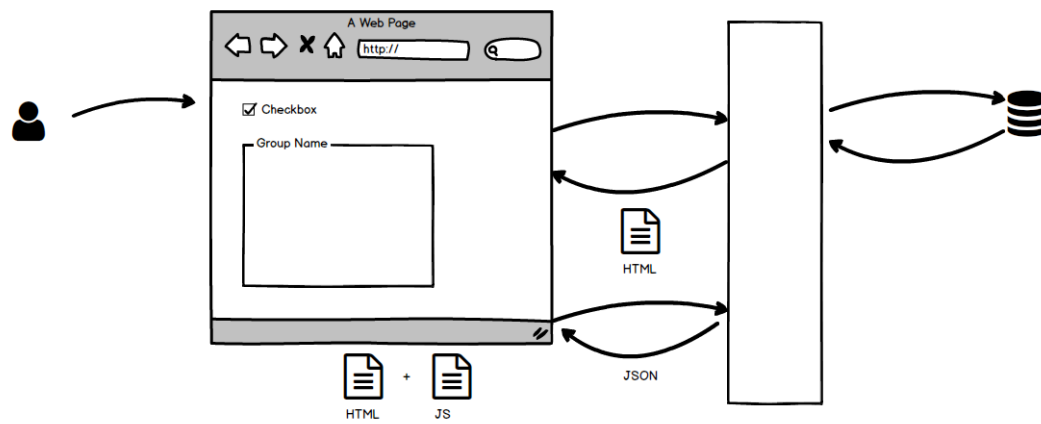 A Web Page
http://
Checkbox
Group Name
HTML
JSON
HTML
+
JS